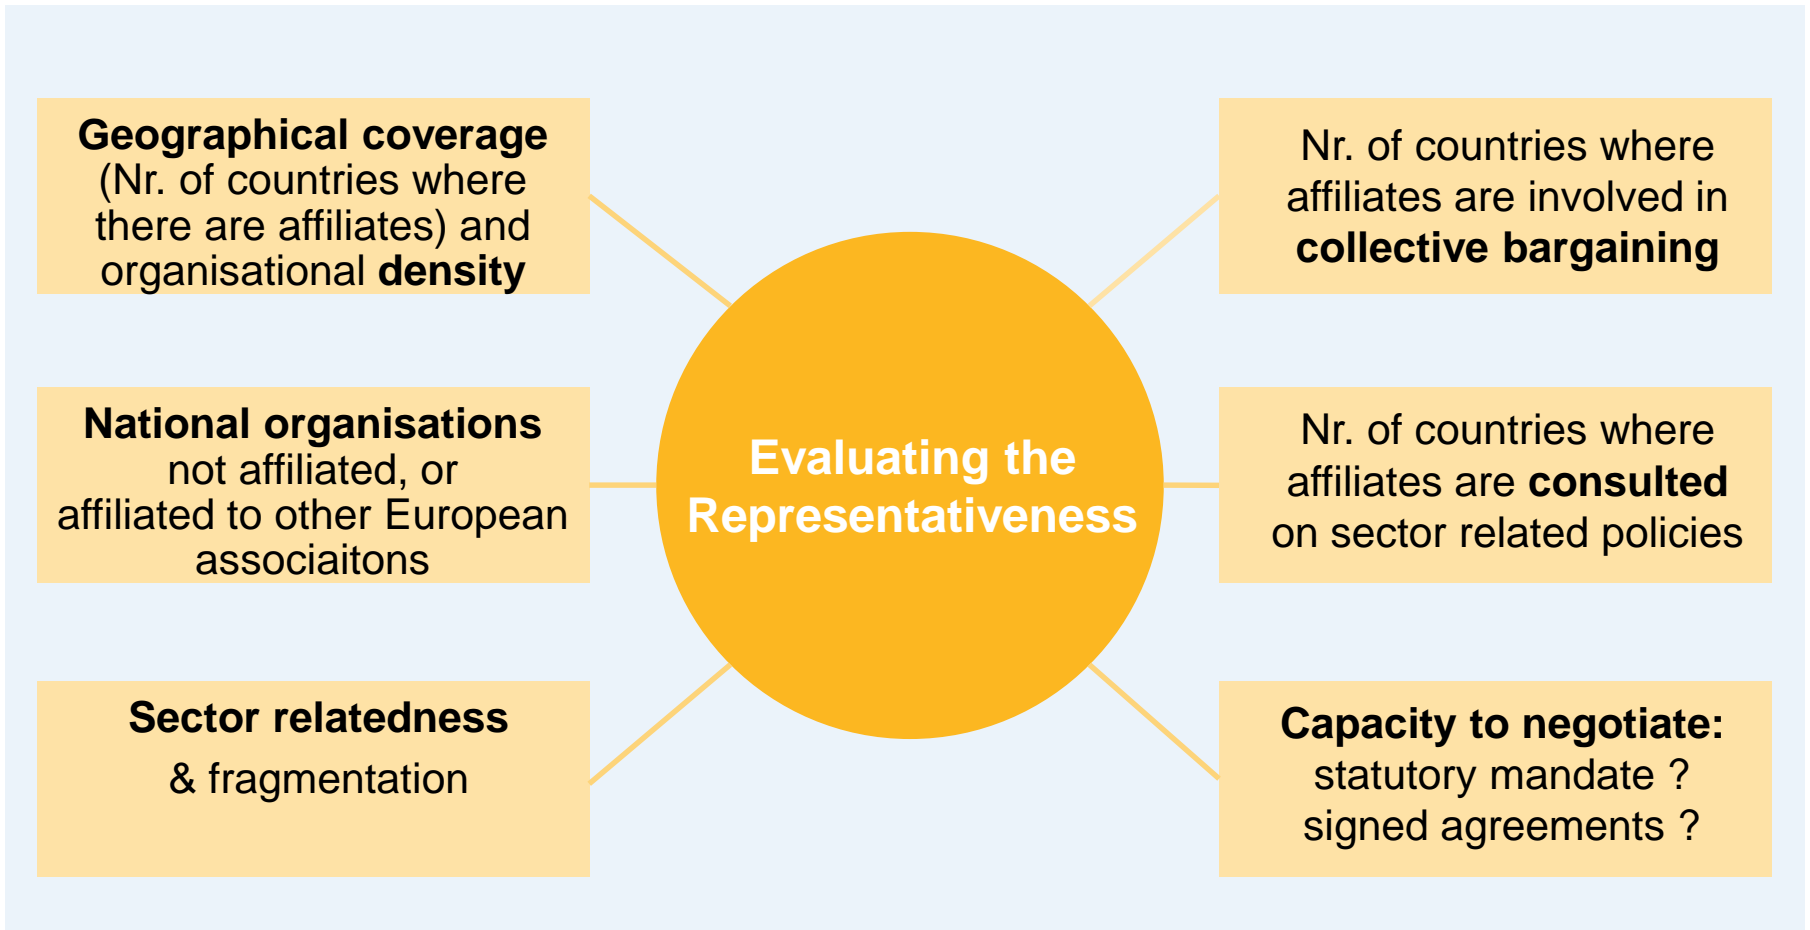 Geographical coverage
(Nr. of countries where
there are affiliates) and
organisational density
National organisations
not affiliated, or
affiliated to other European
associaitons
Sector relatedness
& fragmentation
Evaluating the
Representativeness
Nr. of countries where
affiliates are involved in
collective bargaining
Nr. of countries where
affiliates are consulted
on sector related policies
Capacity to negotiate:
statutory mandate ?
signed agreements ?